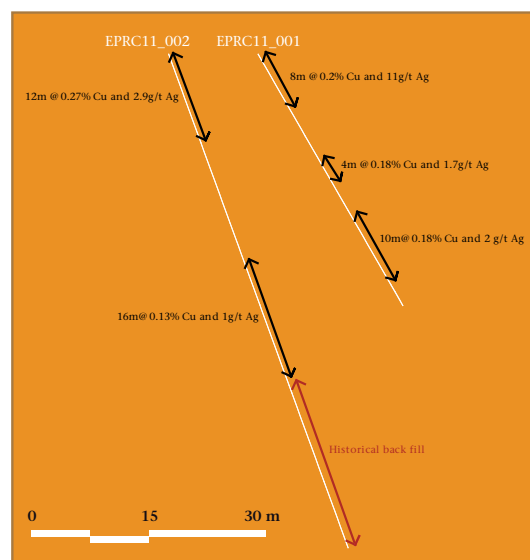 EPRC11_002 EPRC11_001
8m @ 0.2% Cu and 11g/t Ag
12m @ 0.27% Cu and 2.9g/t Ag
4m @ 0.18% Cu and 1.7g/t Ag
10m@ 0.18% Cu and 2 g/t Ag
16m@ 0.13% Cu and 1g/t Ag
Historical back fill
0 15 30 m